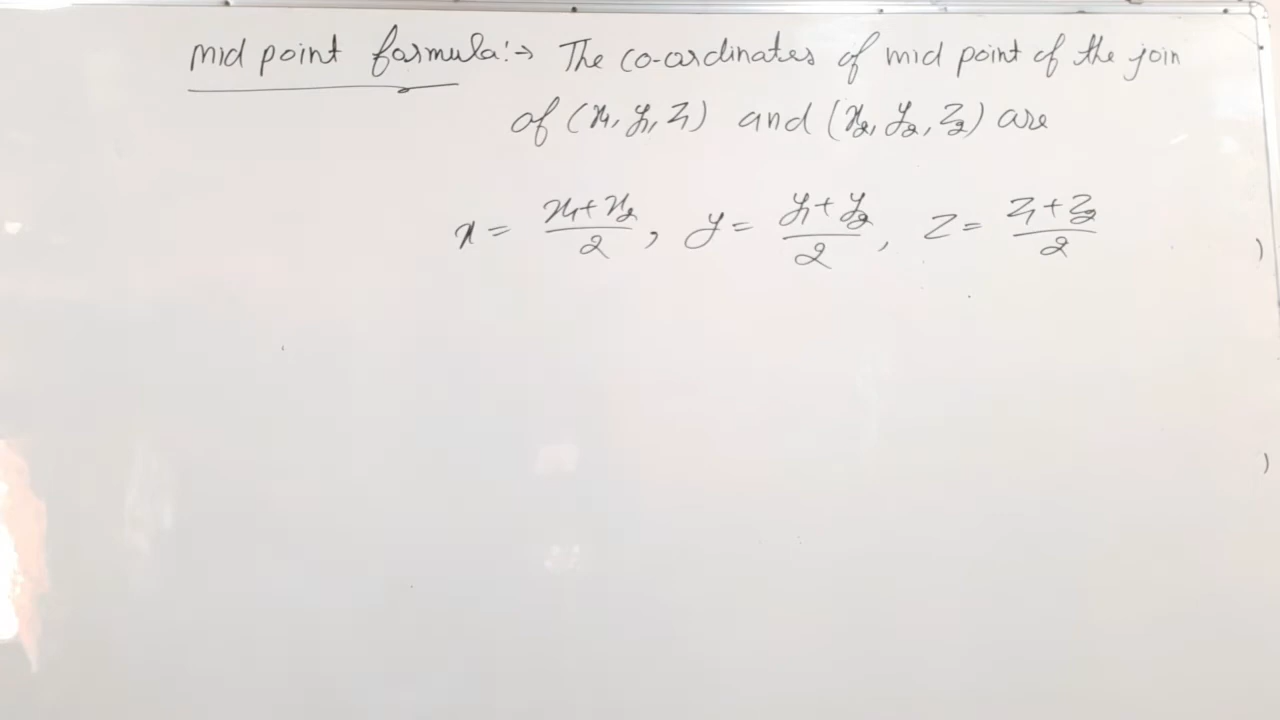 mid point formula:→ The co-ordinates of mid point of the join
of (x₁, y₁, z₁) and (x₂, y₂, z₂) are
x = (x₁+x₂)/2, y = (y₁+y₂)/2, z = (z₁+z₂)/2